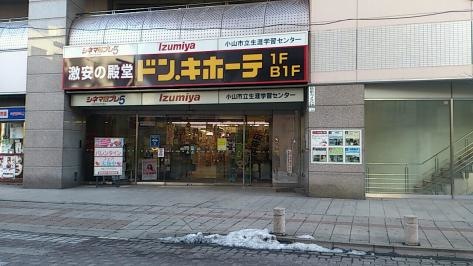 シネマロブレ5 Izumiya 小山市立生涯学習センター
激安の殿堂 ドン.キホーテ 1F
B1F
シネマロブレ5 Izumiya 小山市立生涯学習センター